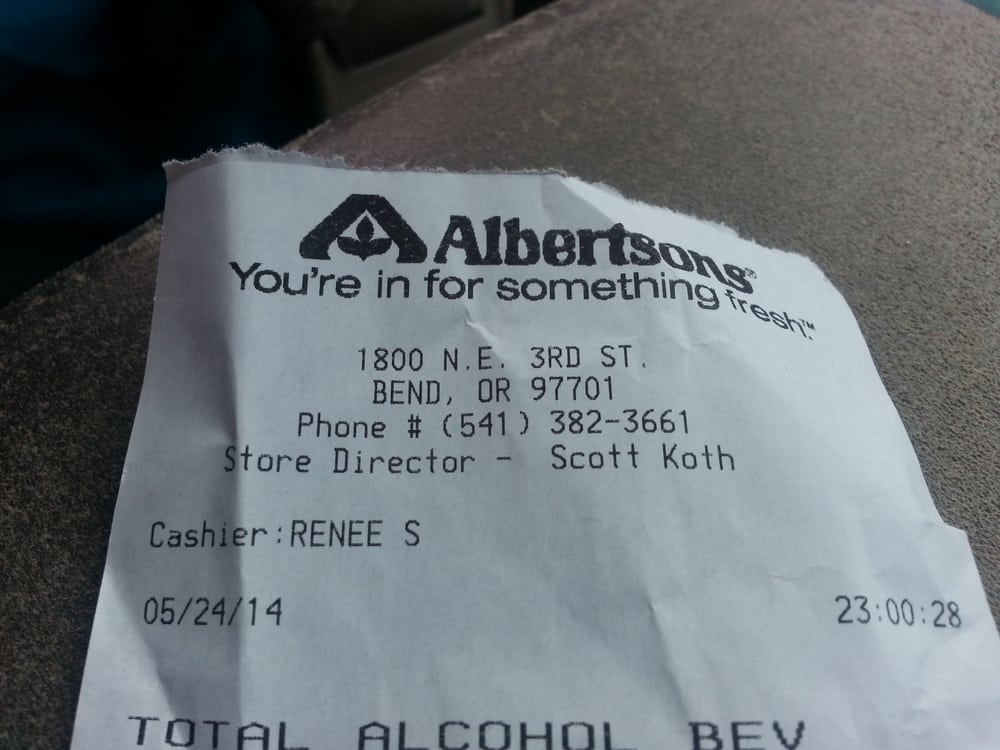 Albertsons®
You're in for something fresh.™
1800 N.E. 3RD ST.
BEND, OR 97701
Phone # (541) 382-3661
Store Director - Scott Koth
Cashier:RENEE S
05/24/14 23:00:28
TOTAL ALCOHOL BEV